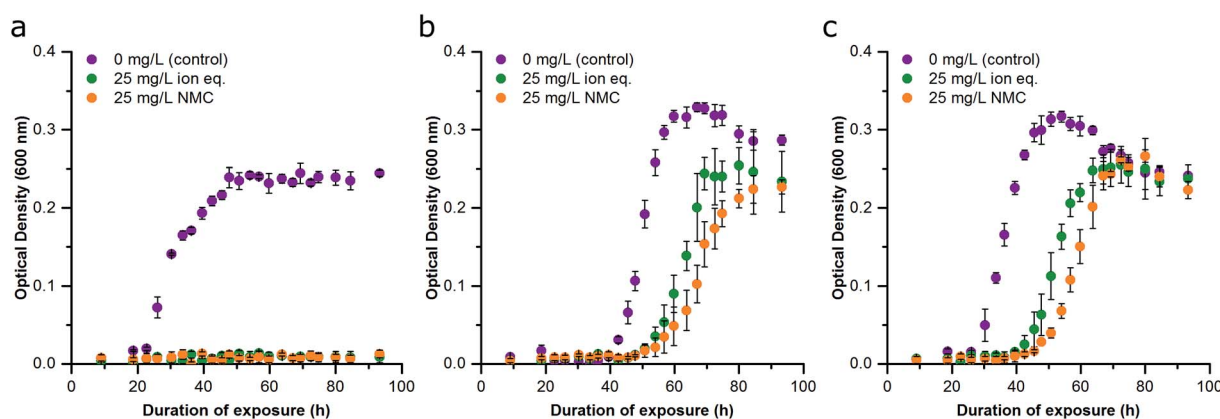 a
0 mg/L (control)
25 mg/L ion eq.
25 mg/L NMC
Optical Density (600 nm)
0.4
0.3
0.2
0.1
0.0
0 20 40 60 80 100
Duration of exposure (h)
b
0 mg/L (control)
25 mg/L ion eq.
25 mg/L NMC
Optical Density (600 nm)
0.4
0.3
0.2
0.1
0.0
0 20 40 60 80 100
Duration of exposure (h)
c
0 mg/L (control)
25 mg/L ion eq.
25 mg/L NMC
Optical Density (600 nm)
0.4
0.3
0.2
0.1
0.0
0 20 40 60 80 100
Duration of exposure (h)